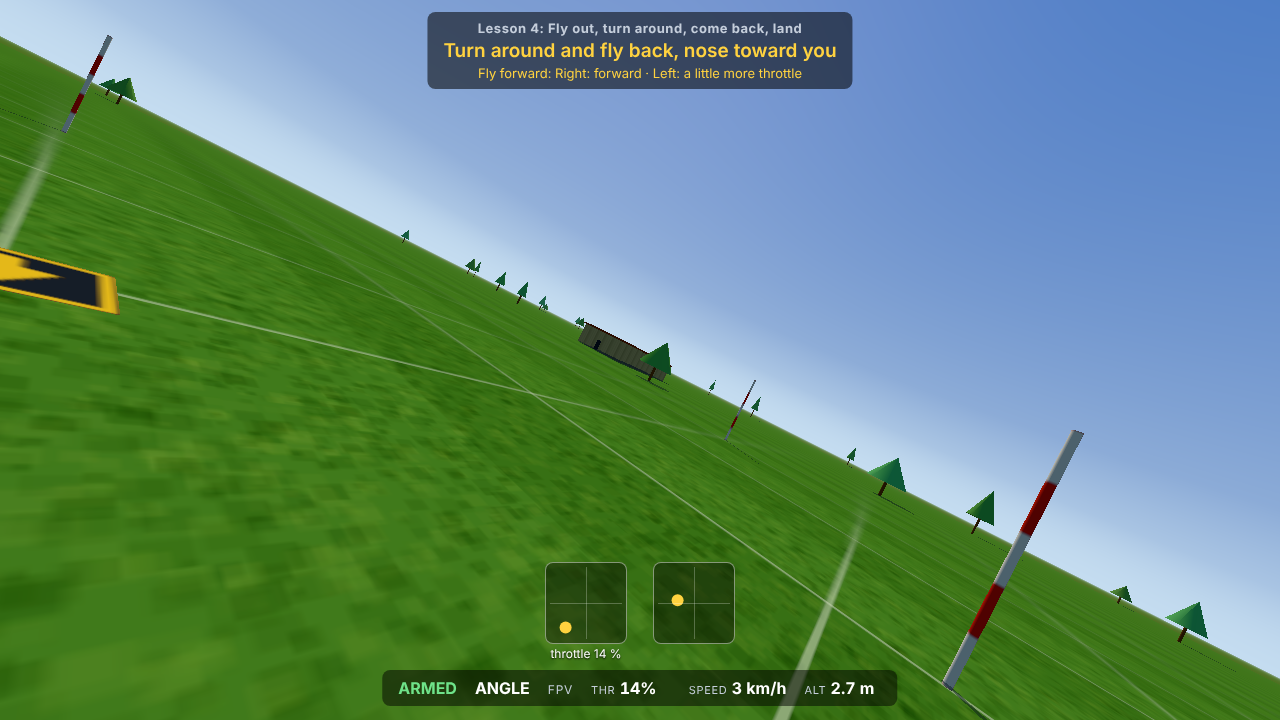 Lesson 4: Fly out, turn around, come back, land
Turn around and fly back, nose toward you
Fly forward: Right: forward · Left: a little more throttle
throttle 14 %
ARMED ANGLE FPV THR 14% SPEED 3 km/h ALT 2.7 m